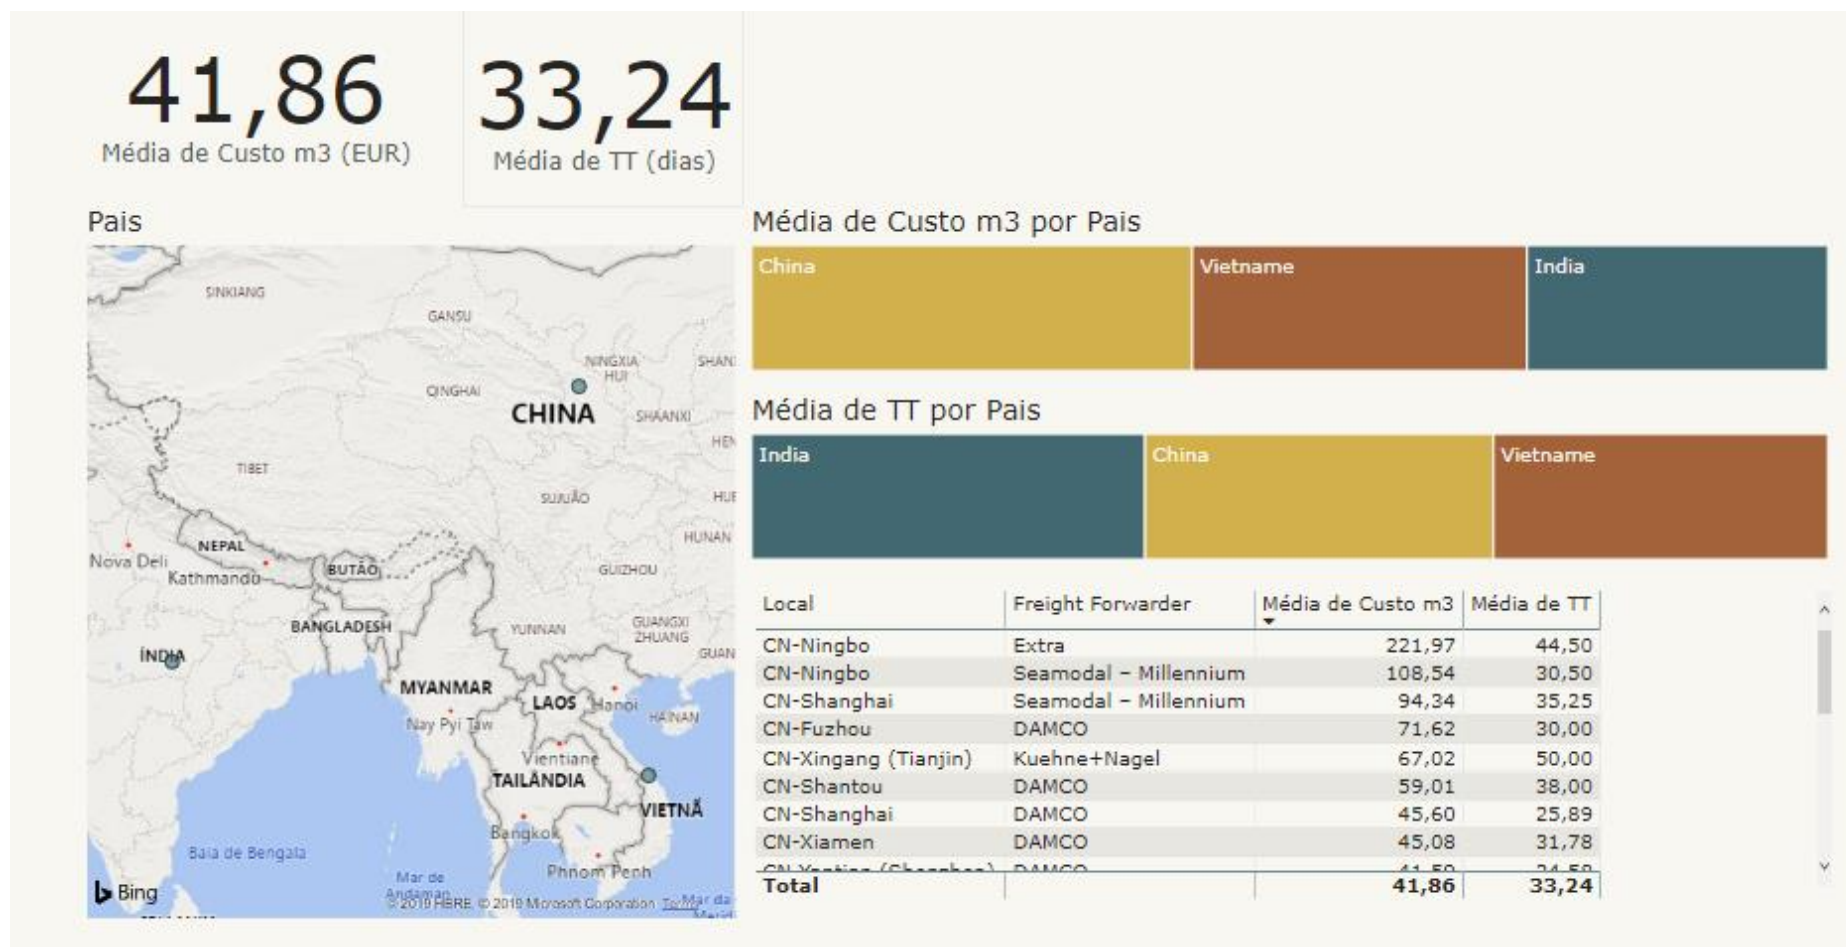 41,86
Média de Custo m3 (EUR)
33,24
Média de TT (dias)
Pais
SINKIANG
GANSU
NINGXIA
HUI
QINGHAI
CHINA
SHAANXI
TIBET
SUJUÃO
HUNAN
NEPAL
Nova Deli
Kathmandu
BUTÃO
GUIZHOU
BANGLADESH
YUNNAN
GUANGXI
ZHUANG
ÍNDIA
MYANMAR
LAOS
Hanói
HAINAN
Nay Pyi Taw
Vientiane
TAILÂNDIA
VIETNÃ
Bangkok
Baía de Bengala
Phnom Penh
Mar de
Andaman
Bing
© 2019 HERE, © 2019 Microsoft Corporation Terms
Média de Custo m3 por Pais
China Vietname India
Média de TT por Pais
India China Vietname
Local Freight Forwarder Média de Custo m3 Média de TT
CN-Ningbo Extra 221,97 44,50
CN-Ningbo Seamodal – Millennium 108,54 30,50
CN-Shanghai Seamodal – Millennium 94,34 35,25
CN-Fuzhou DAMCO 71,62 30,00
CN-Xingang (Tianjin) Kuehne+Nagel 67,02 50,00
CN-Shantou DAMCO 59,01 38,00
CN-Shanghai DAMCO 45,60 25,89
CN-Xiamen DAMCO 45,08 31,78
Total 41,86 33,24